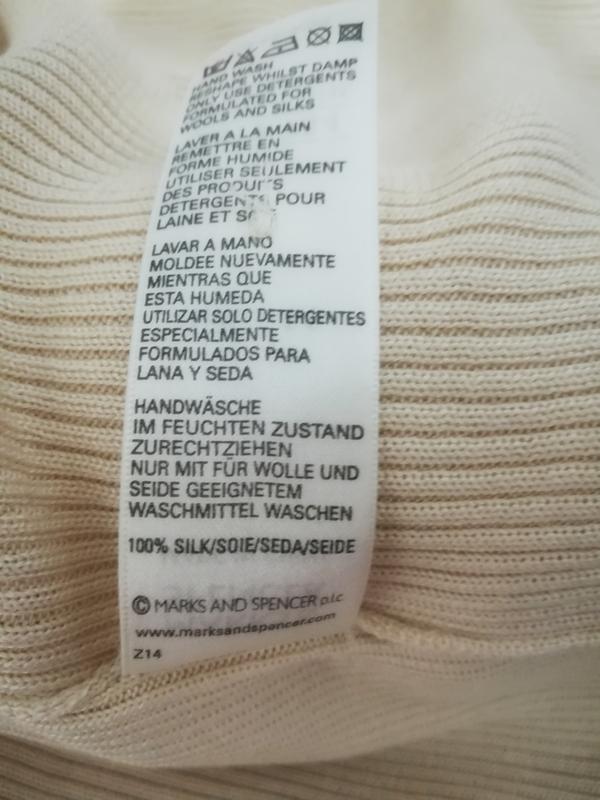 HAND WASH
RESHAPE WHILST DAMP
ONLY USE DETERGENTS
FORMULATED FOR
WOOLS AND SILKS
LAVER A LA MAIN
REMETTRE EN
FORME HUMIDE
UTILISER SEULEMENT
DES PRODUITS
DETERGENTS POUR
LAINE ET
LAVAR A MANO
MOLDEE NUEVAMENTE
MIENTRAS QUE
ESTA HUMEDA
UTILIZAR SOLO DETERGENTES
ESPECIALMENTE
FORMULADOS PARA
LANA Y SEDA
HANDWÄSCHE
IM FEUCHTEN ZUSTAND
ZURECHTZIEHEN
NUR MIT FÜR WOLLE UND
SEIDE GEEIGNETEM
WASCHMITTEL WASCHEN
100% SILK/SOIE/SEDA/SEIDE
© MARKS AND SPENCER p.l.c
www.marksandspencer.com
Z14